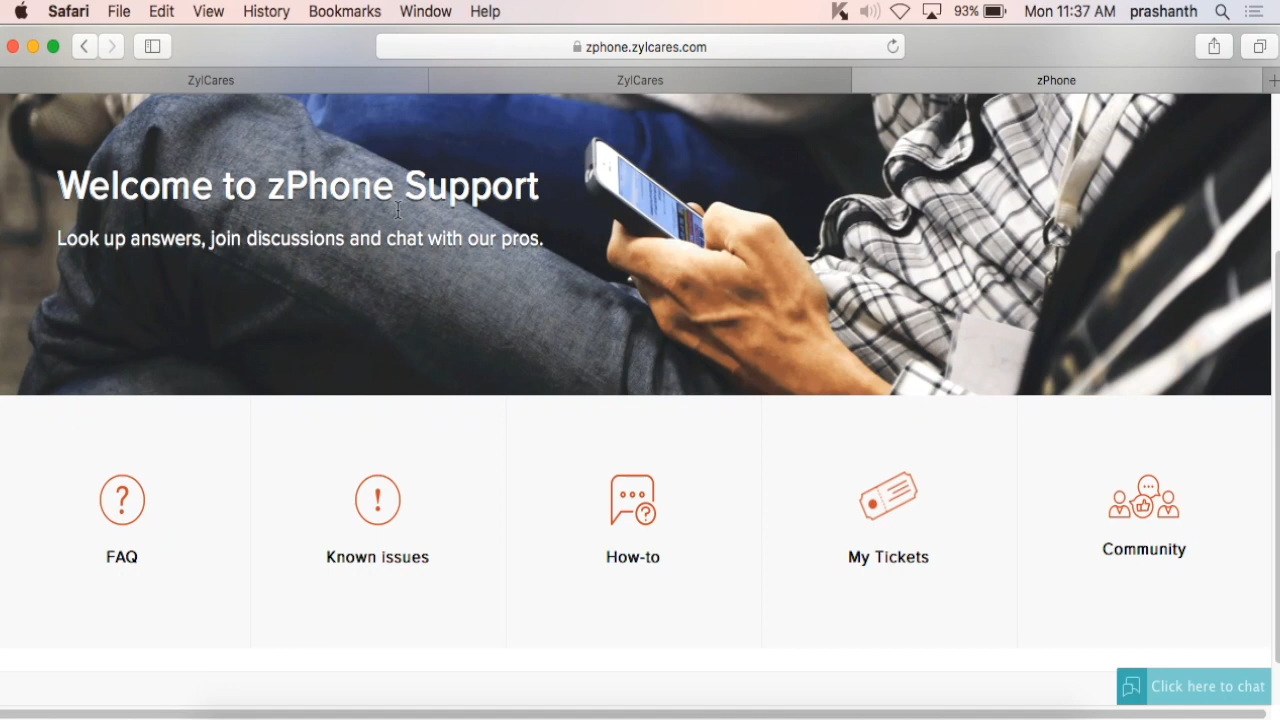 Safari File Edit View History Bookmarks Window Help 93% Mon 11:37 AM prashanth
zphone.zylcares.com
ZylCares ZylCares zPhone
Welcome to zPhone Support
Look up answers, join discussions and chat with our pros.
FAQ Known issues How-to My Tickets Community
Click here to chat